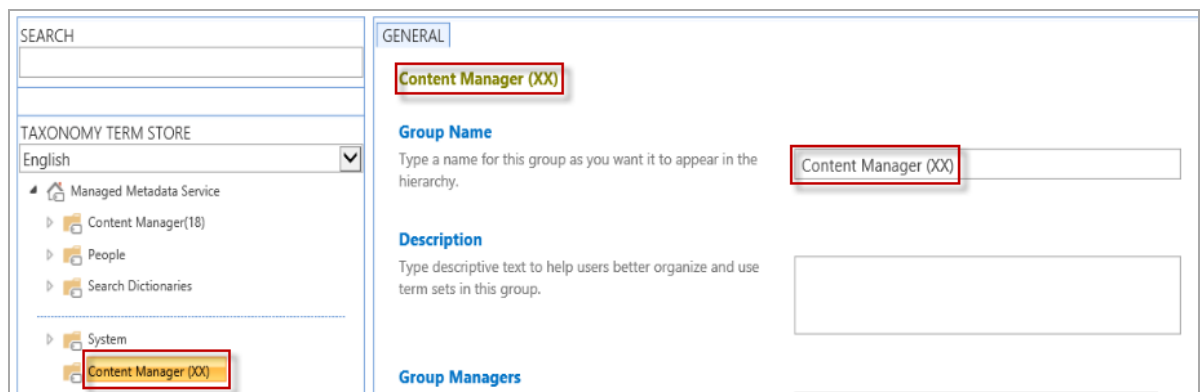 SEARCH
TAXONOMY TERM STORE
English
Managed Metadata Service
Content Manager(18)
People
Search Dictionaries
System
Content Manager (XX)
GENERAL
Content Manager (XX)
Group Name
Type a name for this group as you want it to appear in the
hierarchy.
Content Manager (XX)
Description
Type descriptive text to help users better organize and use
term sets in this group.
Group Managers